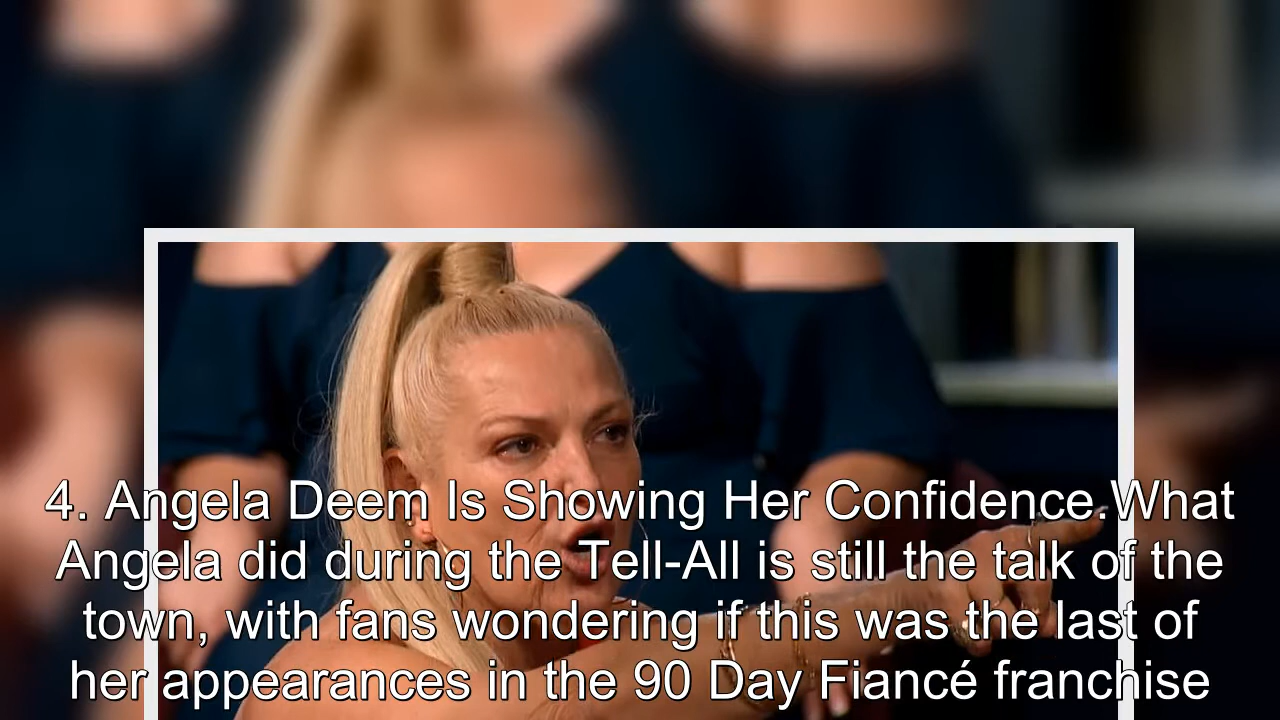 4. Angela Deem Is Showing Her Confidence.What
Angela did during the Tell-All is still the talk of the
town, with fans wondering if this was the last of
her appearances in the 90 Day Fiancé franchise